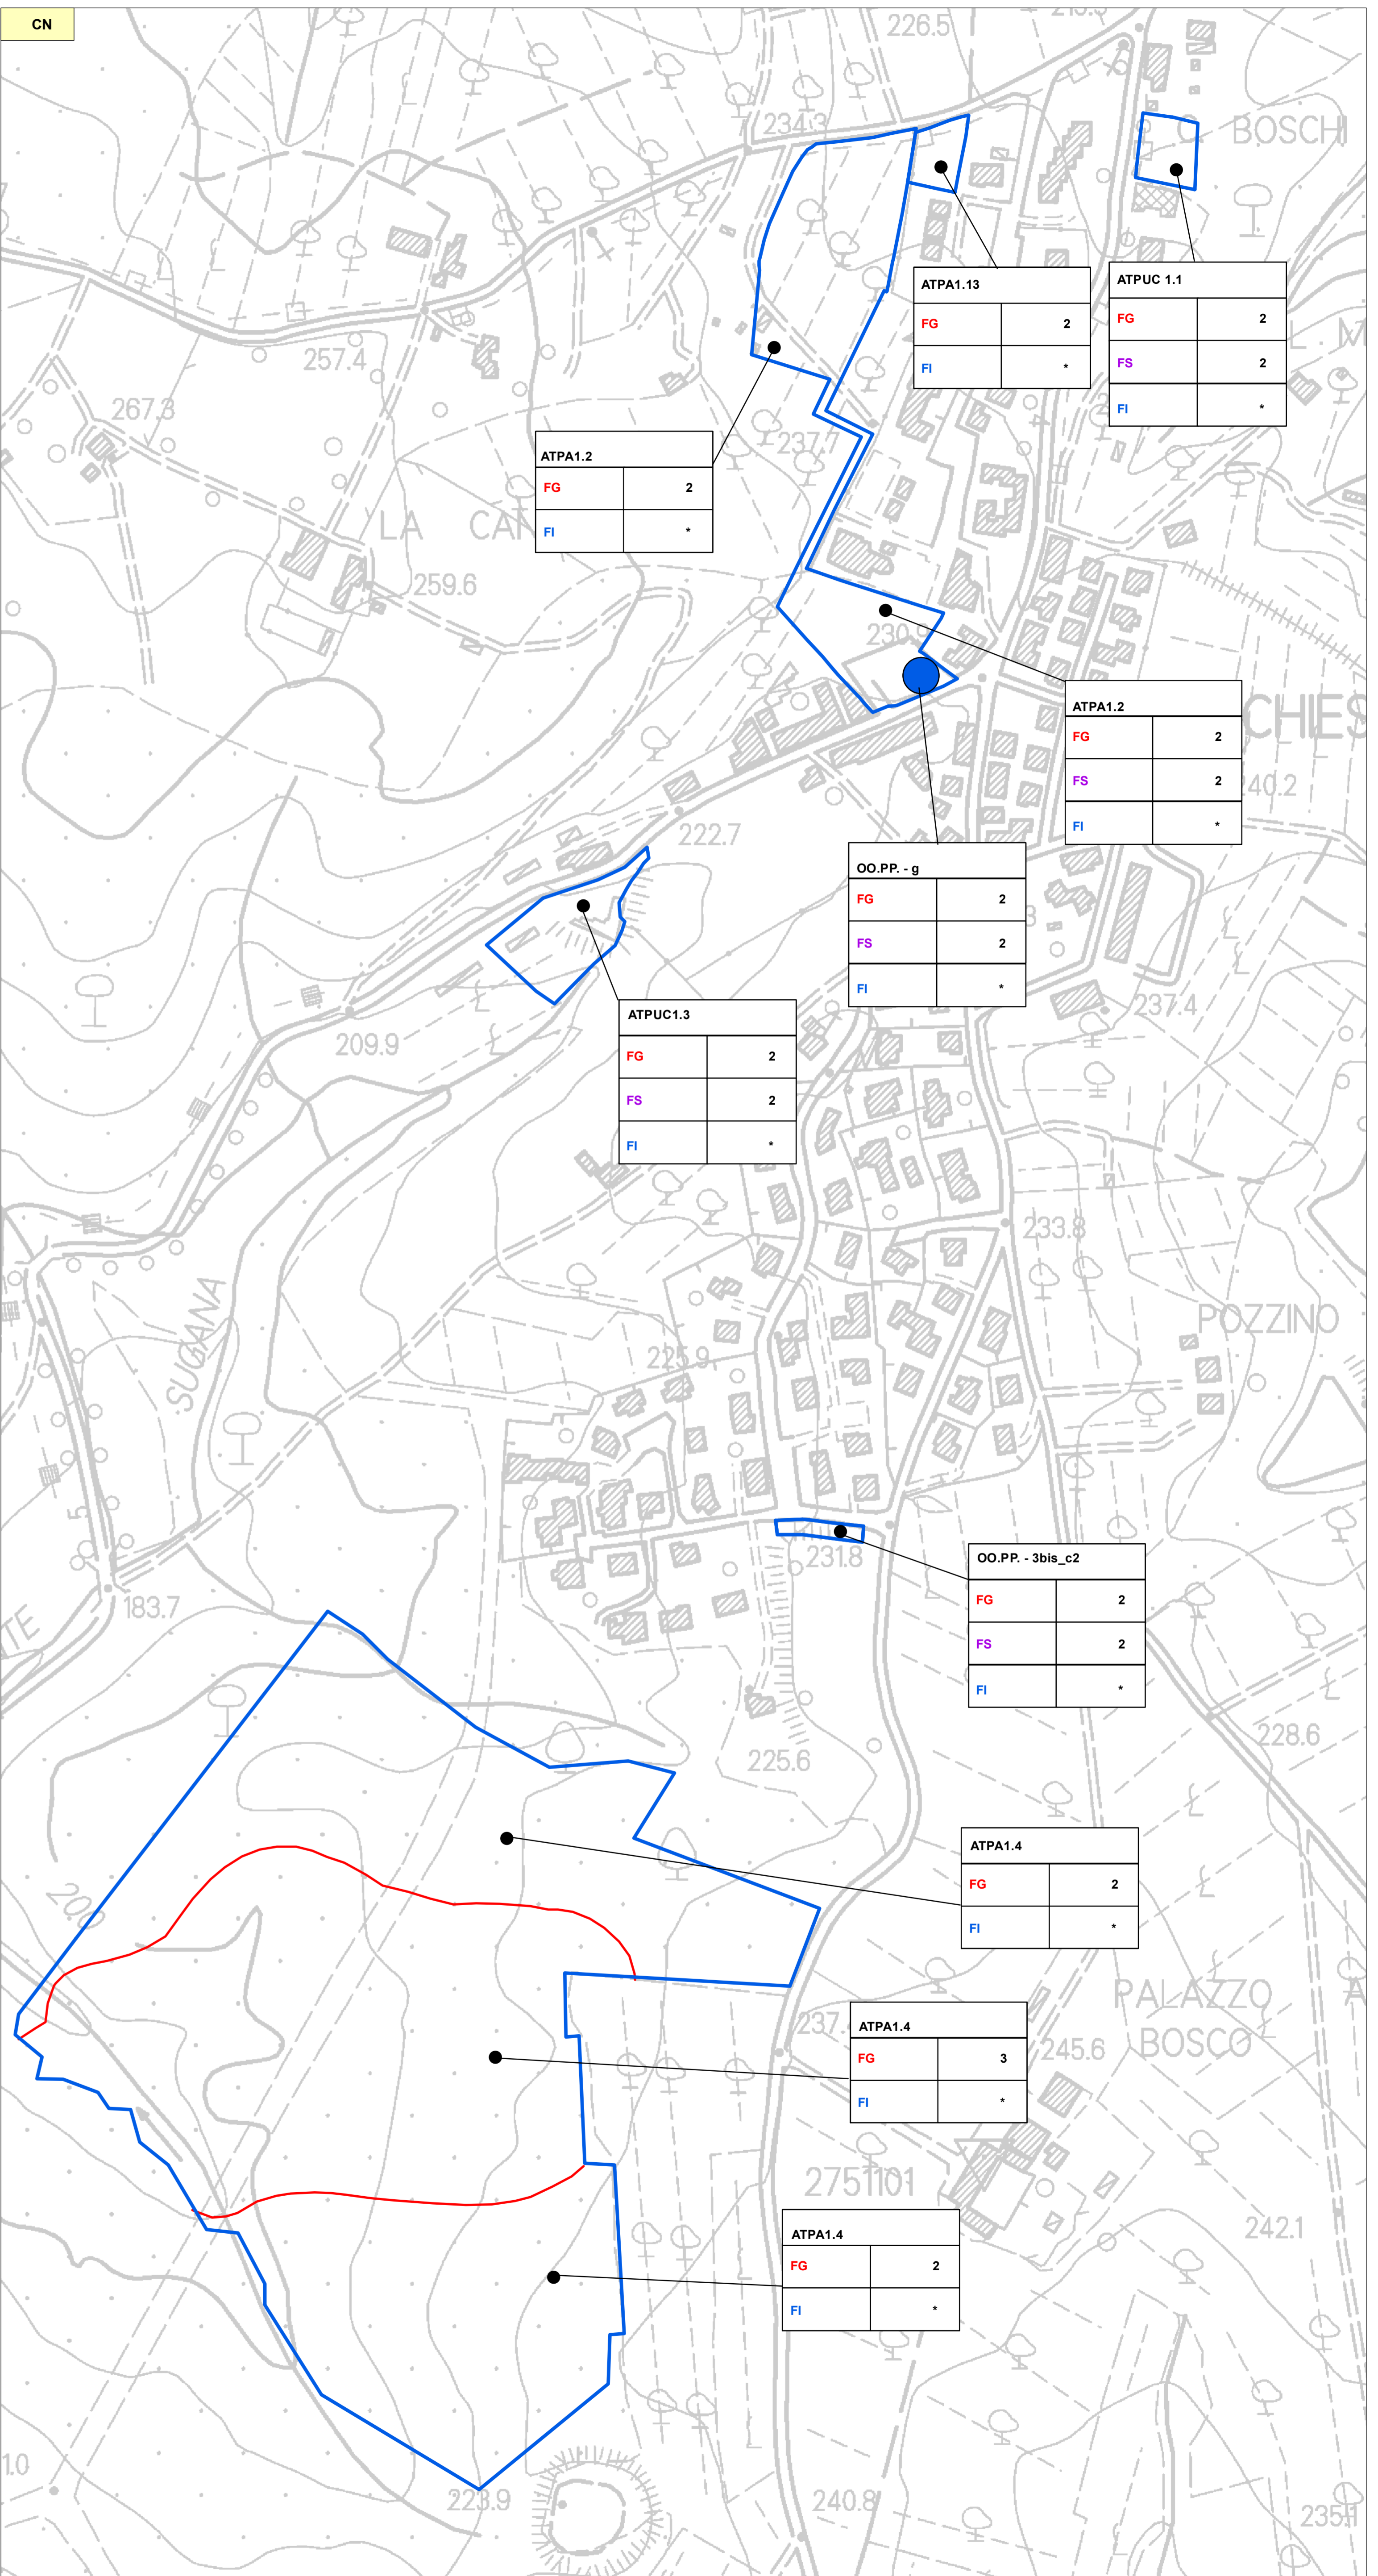 CN
226.5
234.3
C. BOSCHI
ATPA1.13
FG 2
FI *
ATPUC 1.1
FG 2
FS 2
FI *
257.4
267.3
237.7
ATPA1.2
FG 2
FI *
LA
259.6
230.9
ATPA1.2
FG 2
FS 2
FI *
CHIES
240.2
222.7
OO.PP. - g
FG 2
FS 2
FI *
237.4
209.9
ATPUC1.3
FG 2
FS 2
FI *
233.8
POZZINO
SUGANA
225.9
231.8
OO.PP. - 3bis_c2
FG 2
FS 2
FI *
183.7
225.6
228.6
ATPA1.4
FG 2
FI *
200
PALAZZO
BOSCO
237.
ATPA1.4
FG 3
FI *
245.6
2751101
ATPA1.4
FG 2
FI *
242.1
223.9
240.8
235.1